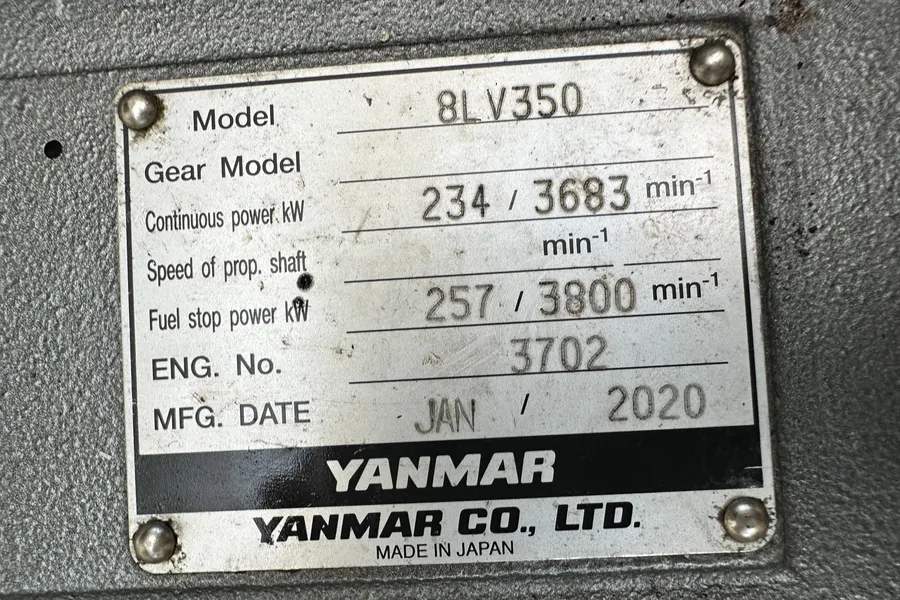 Model 8LV350
Gear Model
Continuous power kW 234 / 3683 min-1
Speed of prop. shaft min-1
Fuel stop power kW 257 / 3800 min-1
ENG. No. 3702
MFG. DATE JAN / 2020
YANMAR
YANMAR CO., LTD.
MADE IN JAPAN